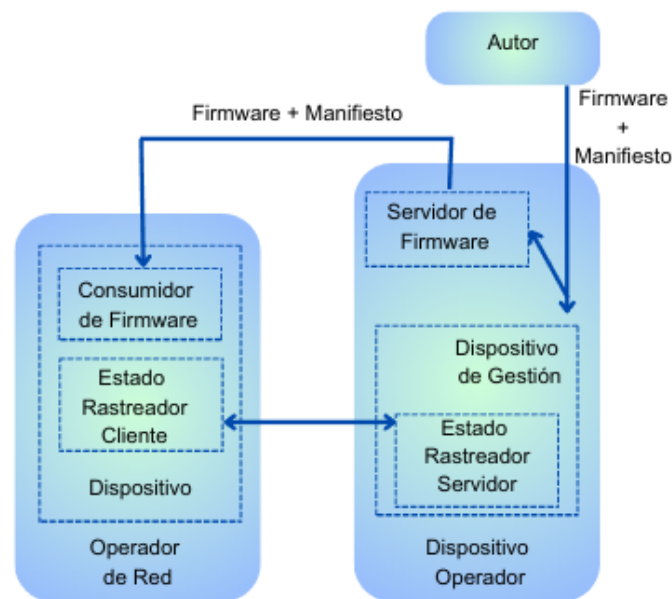 Autor
Firmware + Manifiesto
Firmware
+
Manifiesto
Servidor de
Firmware
Consumidor
de Firmware
Estado
Rastreador
Cliente
Dispositivo
Operador
de Red
Dispositivo
de Gestión
Estado
Rastreador
Servidor
Dispositivo
Operador